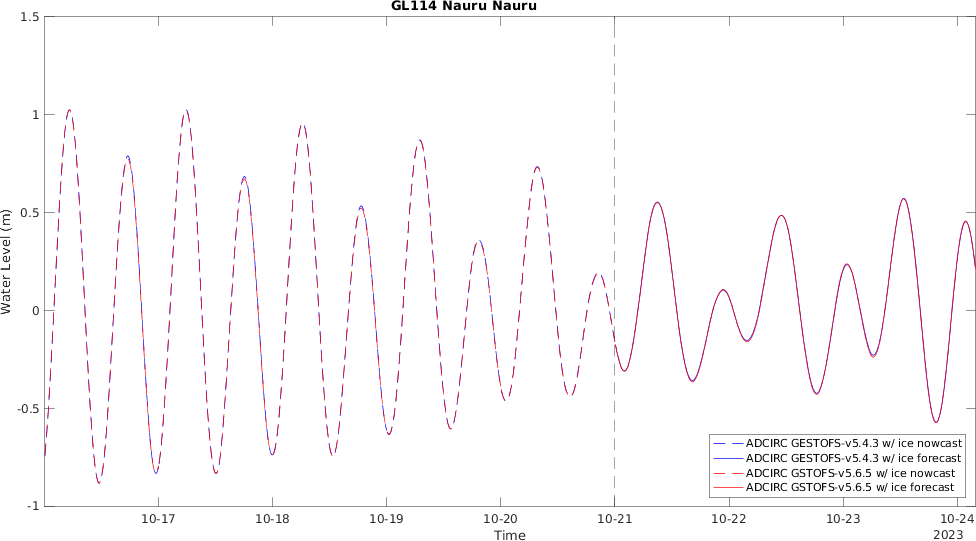 GL114 Nauru Nauru
1.5
1
0.5
0
-0.5
-1
Water Level (m)
10-17
10-18
10-19
10-20
10-21
10-22
10-23
10-24
2023
Time
ADCIRC GESTOFS-v5.4.3 w/ ice nowcast
ADCIRC GESTOFS-v5.4.3 w/ ice forecast
ADCIRC GSTOFS-v5.6.5 w/ ice nowcast
ADCIRC GSTOFS-v5.6.5 w/ ice forecast